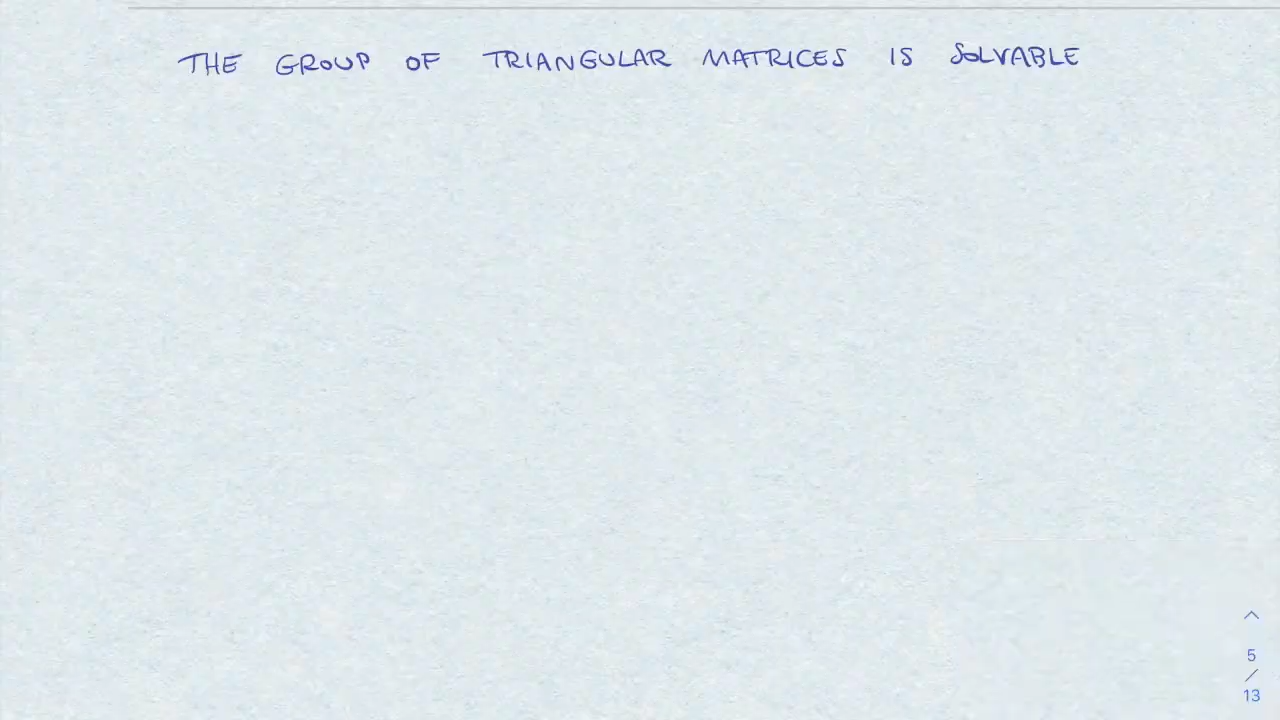 THE GROUP OF TRIANGULAR MATRICES IS SOLVABLE
5
/
13